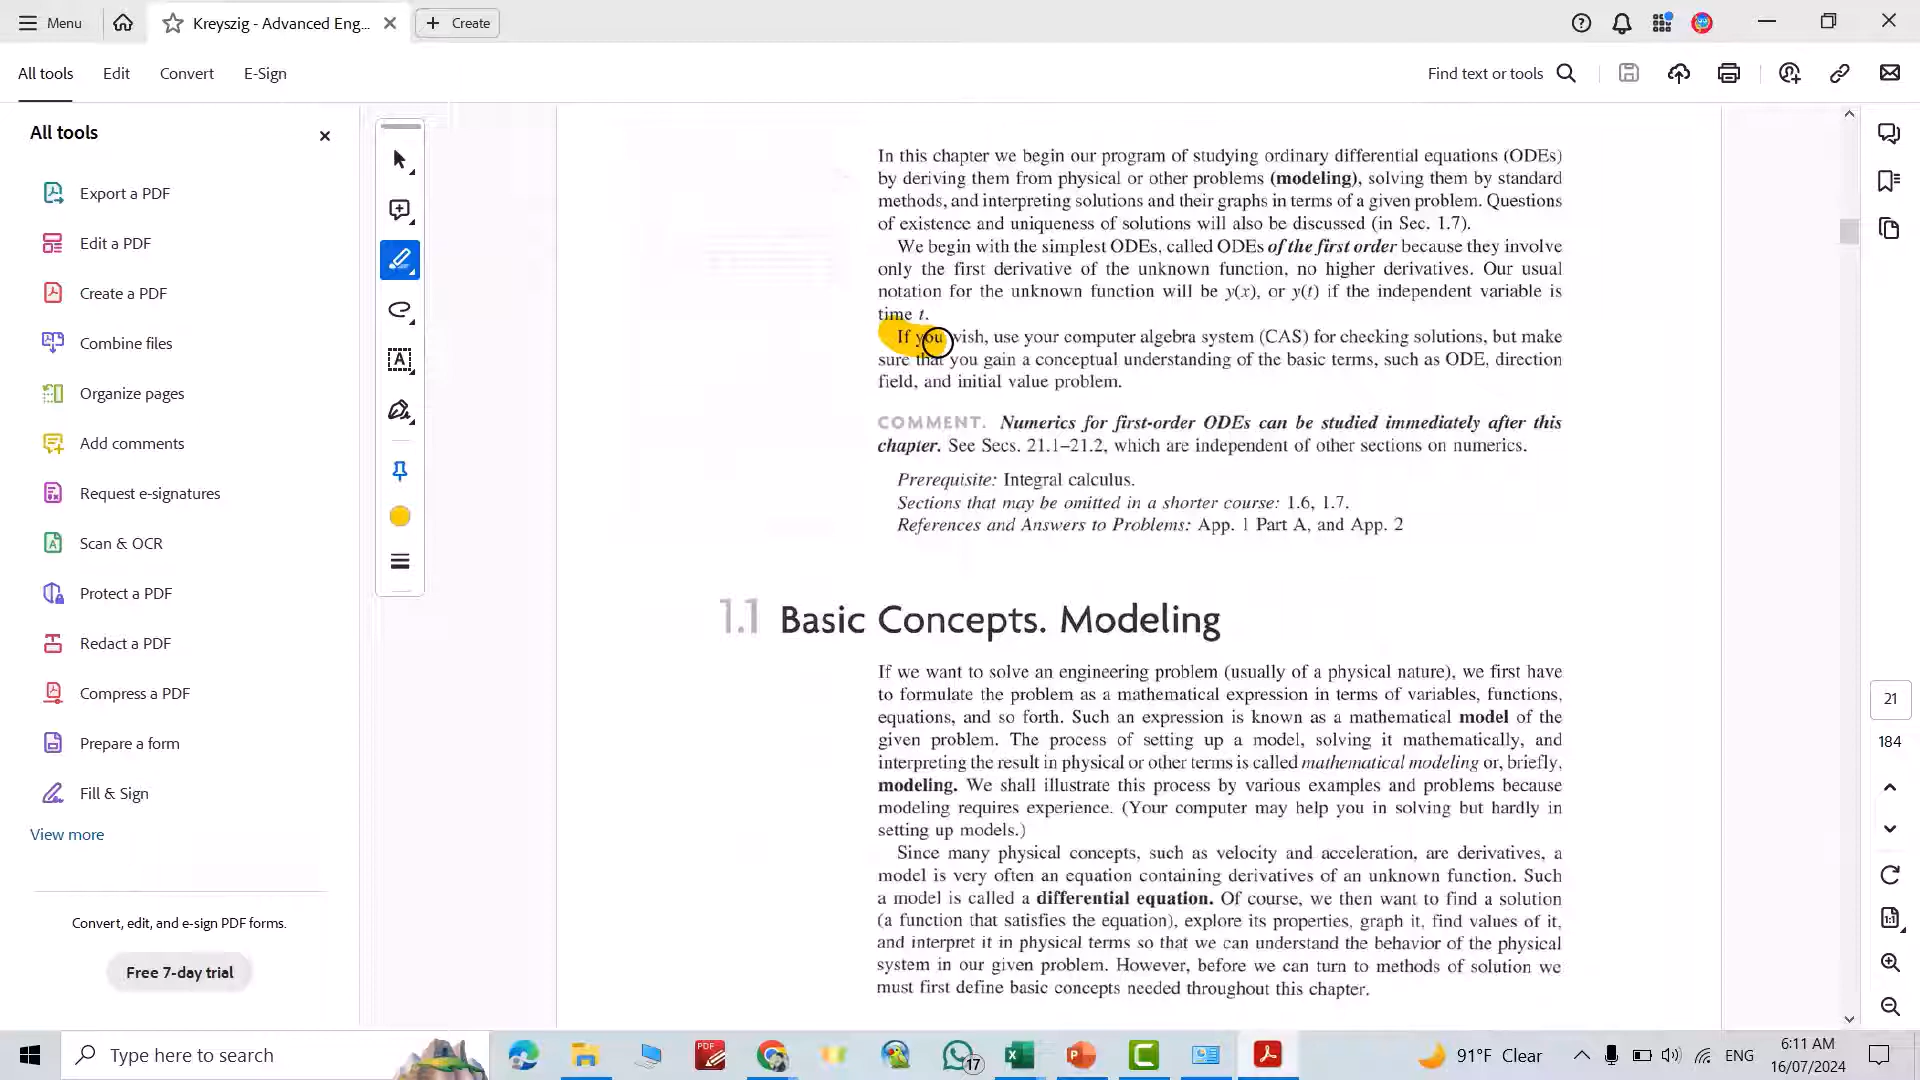 Menu
Kreyszig - Advanced Eng...
Create
All tools
Edit
Convert
E-Sign
Find text or tools
All tools
Export a PDF
Edit a PDF
Create a PDF
Combine files
Organize pages
Add comments
Request e-signatures
Scan & OCR
Protect a PDF
Redact a PDF
Compress a PDF
Prepare a form
Fill & Sign
View more
Convert, edit, and e-sign PDF forms.
Free 7-day trial
In this chapter we begin our program of studying ordinary differential equations (ODEs)
by deriving them from physical or other problems (modeling), solving them by standard
methods, and interpreting solutions and their graphs in terms of a given problem. Questions
of existence and uniqueness of solutions will also be discussed (in Sec. 1.7).
We begin with the simplest ODEs, called ODEs of the first order because they involve
only the first derivative of the unknown function, no higher derivatives. Our usual
notation for the unknown function will be y(x), or y(t) if the independent variable is
time t.
If you wish, use your computer algebra system (CAS) for checking solutions, but make
sure that you gain a conceptual understanding of the basic terms, such as ODE, direction
field, and initial value problem.
COMMENT. Numerics for first-order ODEs can be studied immediately after this
chapter. See Secs. 21.1–21.2, which are independent of other sections on numerics.
Prerequisite: Integral calculus.
Sections that may be omitted in a shorter course: 1.6, 1.7.
References and Answers to Problems: App. 1 Part A, and App. 2
1.1 Basic Concepts. Modeling
If we want to solve an engineering problem (usually of a physical nature), we first have
to formulate the problem as a mathematical expression in terms of variables, functions,
equations, and so forth. Such an expression is known as a mathematical model of the
given problem. The process of setting up a model, solving it mathematically, and
interpreting the result in physical or other terms is called mathematical modeling or, briefly,
modeling. We shall illustrate this process by various examples and problems because
modeling requires experience. (Your computer may help you in solving but hardly in
setting up models.)
Since many physical concepts, such as velocity and acceleration, are derivatives, a
model is very often an equation containing derivatives of an unknown function. Such
a model is called a differential equation. Of course, we then want to find a solution
(a function that satisfies the equation), explore its properties, graph it, find values of it,
and interpret it in physical terms so that we can understand the behavior of the physical
system in our given problem. However, before we can turn to methods of solution we
must first define basic concepts needed throughout this chapter.
21
184
1:1
Type here to search
PDF
17
91°F Clear
ENG
6:11 AM
16/07/2024